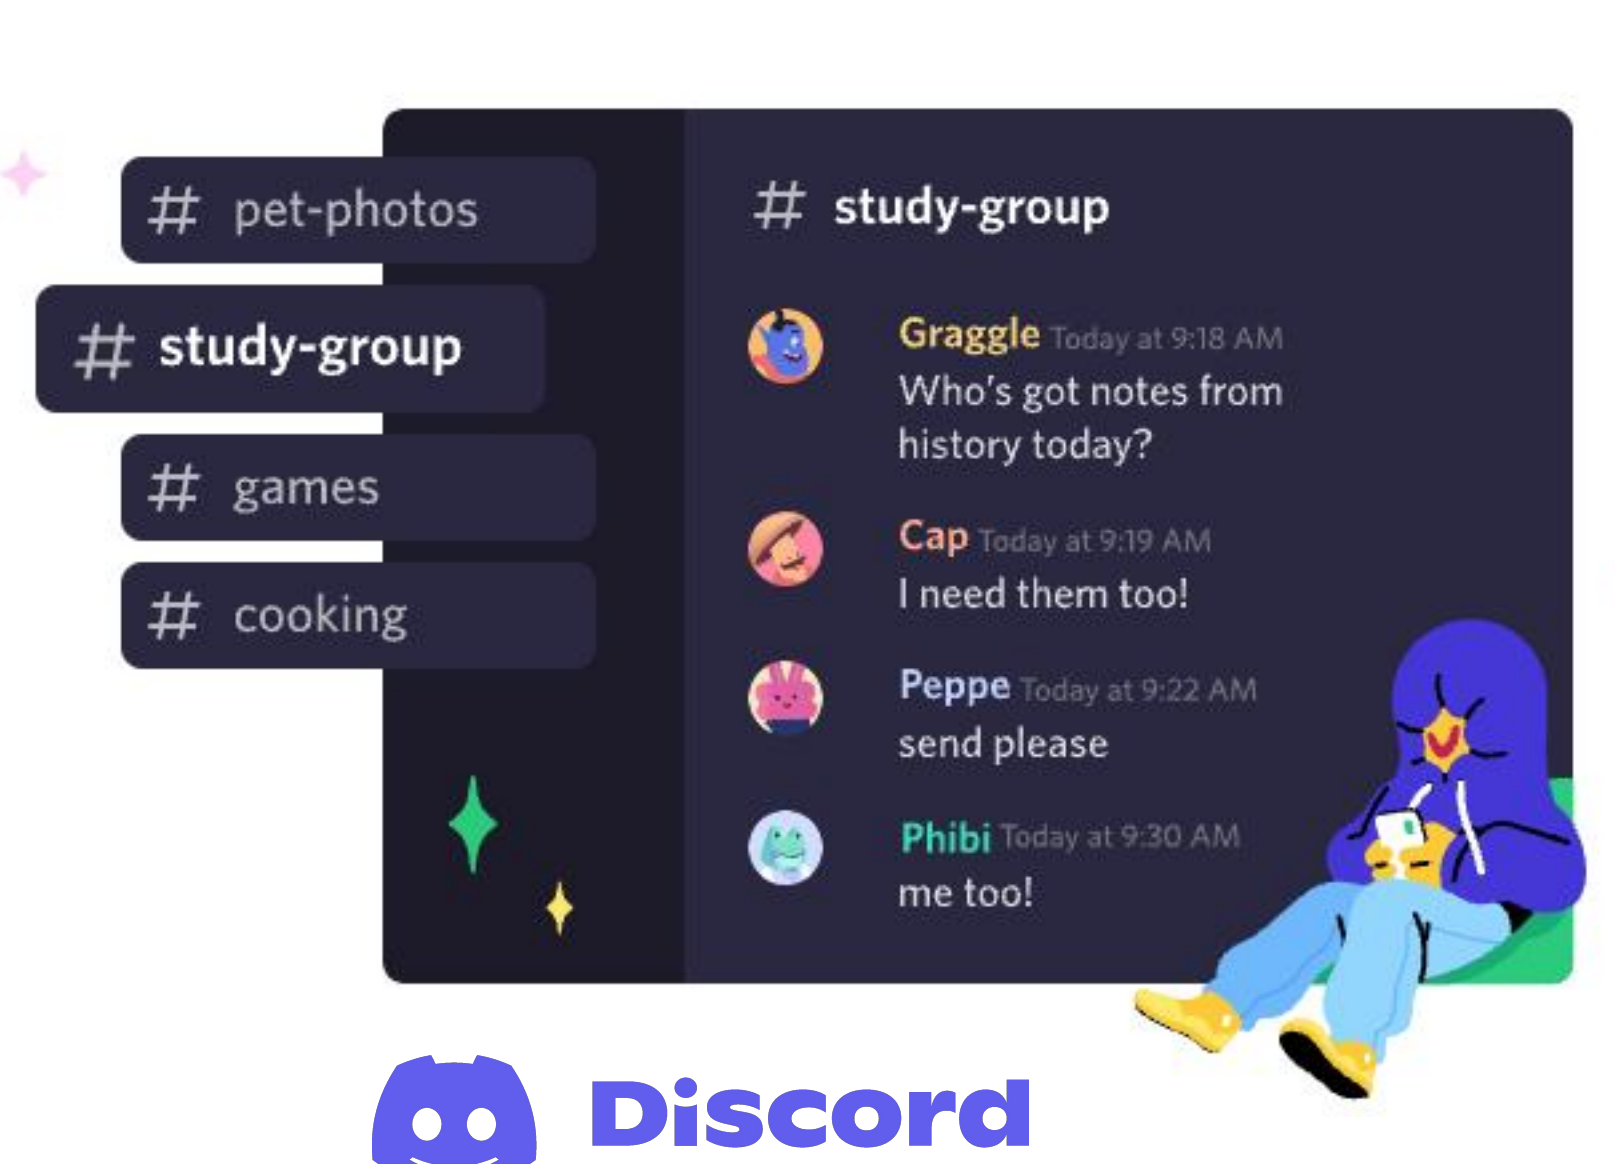 # pet-photos
# study-group
# games
# cooking
# study-group
Graggle Today at 9:18 AM
Who's got notes from
history today?
Cap Today at 9:19 AM
I need them too!
Peppe Today at 9:22 AM
send please
Phibi Today at 9:30 AM
me too!
Discord